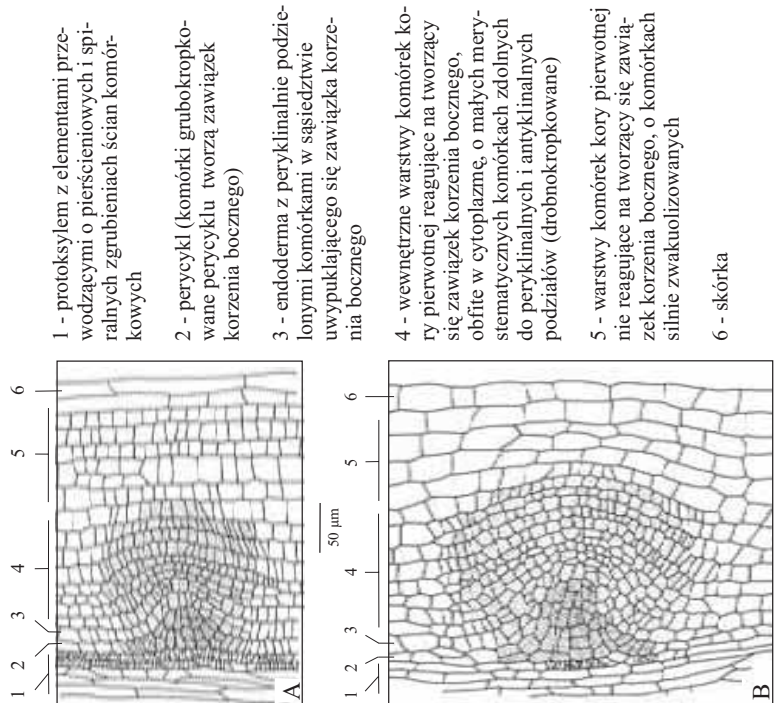 1 - protoksylem z elementami prze-
wodzącymi o pierścieniowych i spi-
ralnych zgrubieniach ścian komór-
kowych
2 - perycykl (komórki grubokropko-
wane perycyklu tworzą zawiązek
korzenia bocznego)
3 - endoderma z peryklinalnie podzie-
lonymi komórkami w sąsiedztwie
uwypuklającego się zawiązka korze-
nia bocznego
4 - wewnętrzne warstwy komórek ko-
ry pierwotnej reagujące na tworzący
się zawiązek korzenia bocznego,
obfite w cytoplazmę, o małych mery-
stematycznych komórkach zdolnych
do peryklinalnych i antyklinalnych
podziałów (drobnokropkowane)
5 - warstwy komórek kory pierwotnej
nie reagujące na tworzący się zawią-
zek korzenia bocznego, o komórkach
silnie zwakuolizowanych
6 - skórka
1 2 3 4 5 6
A
50 µm
1 2 3 4 5 6
B